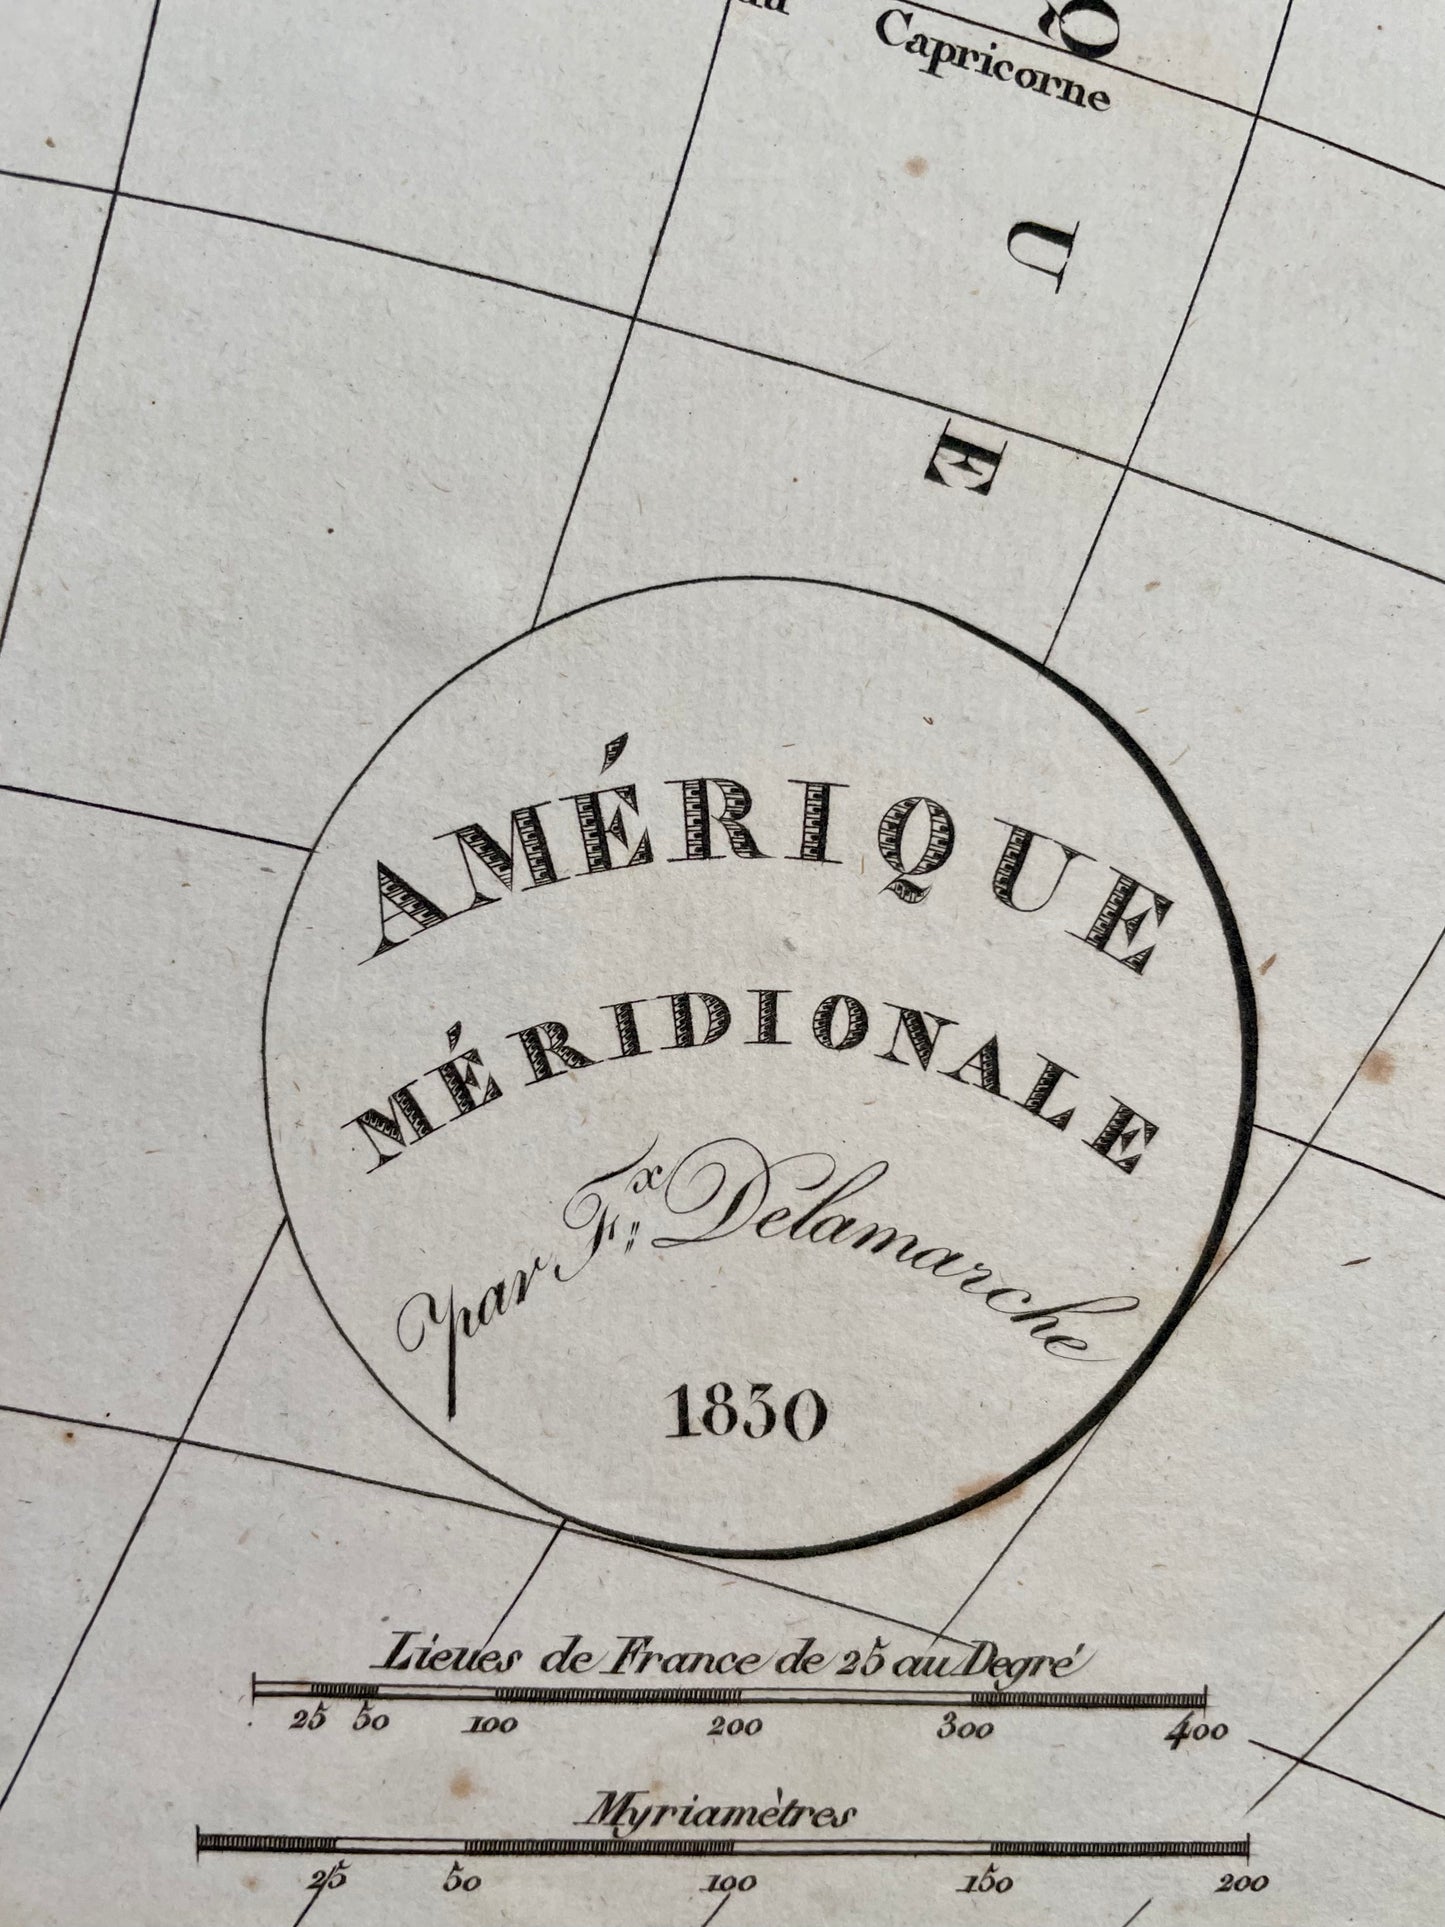 Capricorne
Q
U
E
AMÉRIQUE
MÉRIDIONALE
par F.x Delamarche
1830
Lieues de France de 25 au Degré
25 50 100 200 300 400
Myriamètres
25 50 100 150 200